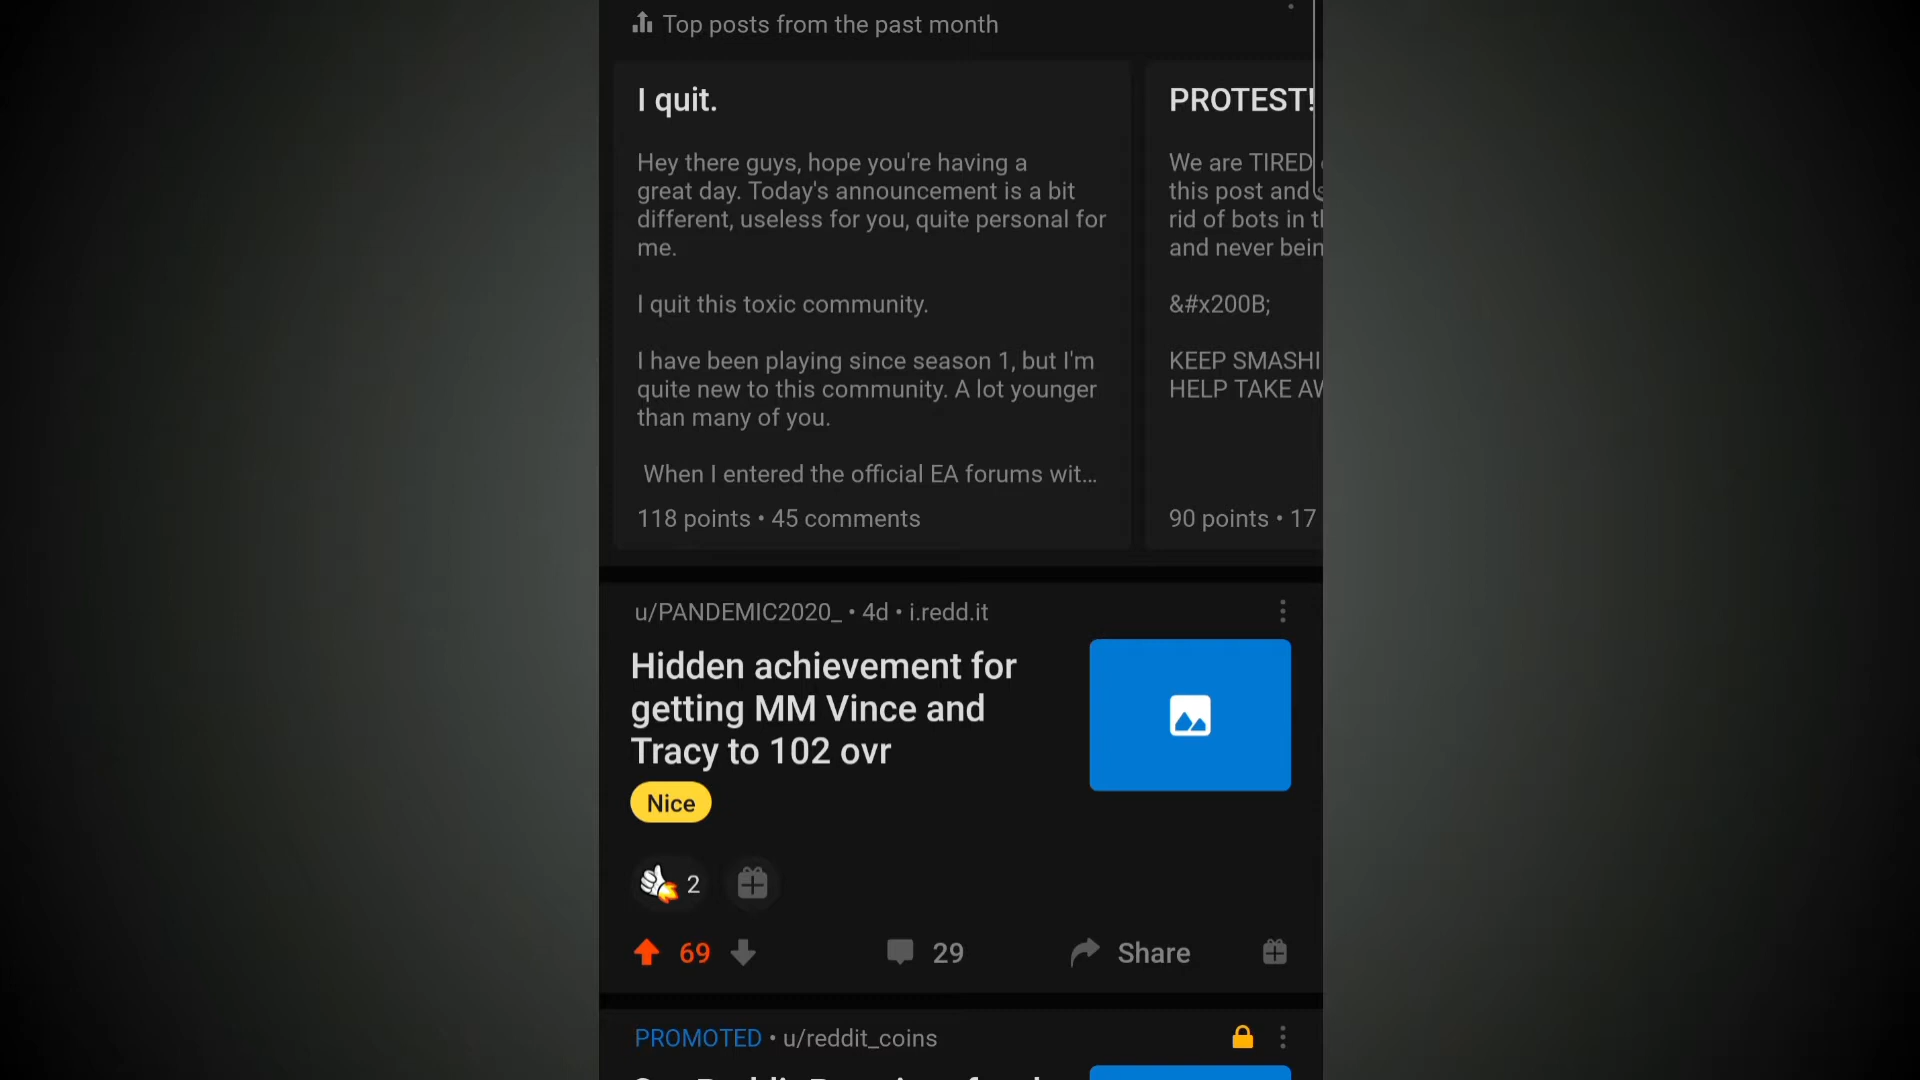 Top posts from the past month
I quit.
Hey there guys, hope you're having a
great day. Today's announcement is a bit
different, useless for you, quite personal for
me.
I quit this toxic community.
I have been playing since season 1, but I'm
quite new to this community. A lot younger
than many of you.
When I entered the official EA forums wit...
118 points • 45 comments
PROTEST!
We are TIRED
this post and
rid of bots in
and never
&#x200B;
KEEP
HELP TAKE
90 points • 17
u/PANDEMIC2020_ • 4d • i.redd.it
Hidden achievement for
getting MM Vince and
Tracy to 102 ovr
Nice
2
69
29
Share
PROMOTED • u/reddit_coins